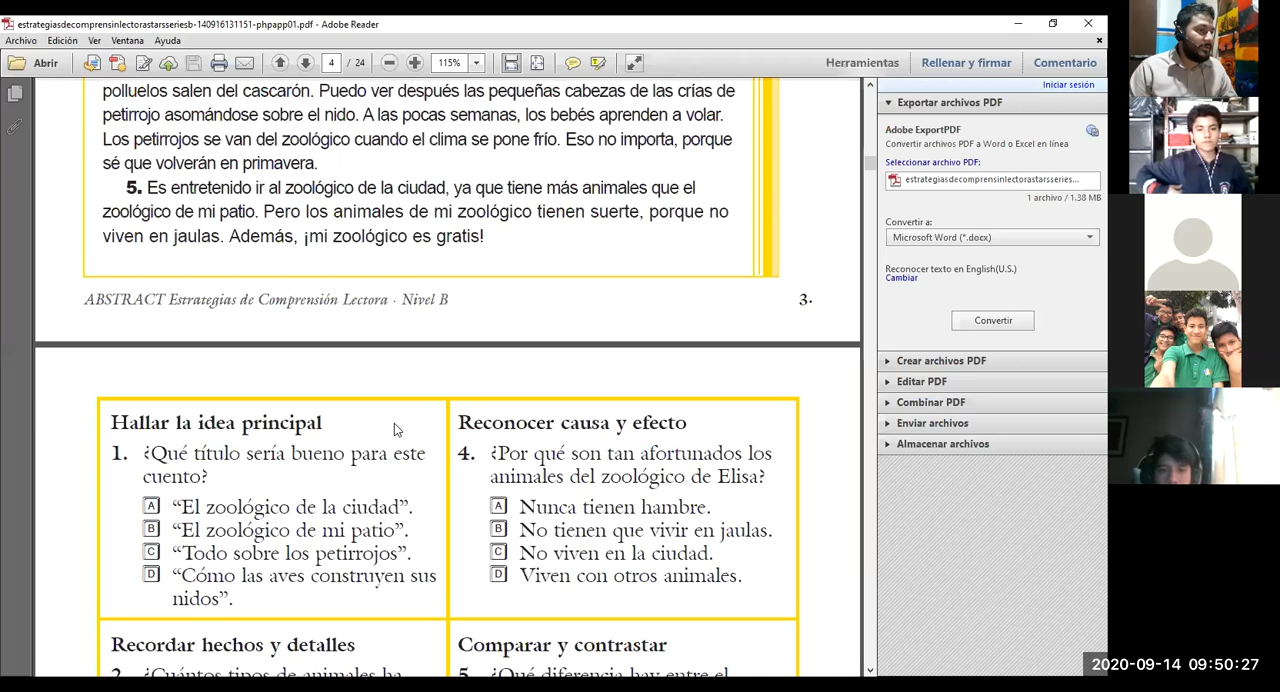 estrategiasdecomprensinlectorastarsseriesb-140916131151-phpapp01.pdf - Adobe Reader
Archivo Edición Ver Ventana Ayuda
Abrir 4 / 24 115% Herramientas Rellenar y firmar Comentario
polluelos salen del cascarón. Puedo ver después las pequeñas cabezas de las crías de
petirrojo asomándose sobre el nido. A las pocas semanas, los bebés aprenden a volar.
Los petirrojos se van del zoológico cuando el clima se pone frío. Eso no importa, porque
sé que volverán en primavera.
5. Es entretenido ir al zoológico de la ciudad, ya que tiene más animales que el
zoológico de mi patio. Pero los animales de mi zoológico tienen suerte, porque no
viven en jaulas. Además, ¡mi zoológico es gratis!
ABSTRACT Estrategias de Comprensión Lectora · Nivel B
3.
Hallar la idea principal
1. ¿Qué título sería bueno para este
cuento?
A "El zoológico de la ciudad".
B "El zoológico de mi patio".
C "Todo sobre los petirrojos".
D "Cómo las aves construyen sus
nidos".
Reconocer causa y efecto
4. ¿Por qué son tan afortunados los
animales del zoológico de Elisa?
A Nunca tienen hambre.
B No tienen que vivir en jaulas.
C No viven en la ciudad.
D Viven con otros animales.
Recordar hechos y detalles
2. ¿Cuántos tipos de animales ha
Comparar y contrastar
5. ¿Qué diferencia hay entre el
Iniciar sesión
Exportar archivos PDF
Adobe ExportPDF
Convertir archivos PDF a Word o Excel en línea
Seleccionar archivo PDF:
estrategiasdecomprensinlectorastarsseries...
1 archivo / 1.38 MB
Convertir a:
Microsoft Word (*.docx)
Reconocer texto en English(U.S.)
Cambiar
Convertir
Crear archivos PDF
Editar PDF
Combinar PDF
Enviar archivos
Almacenar archivos
2020-09-14 09:50:27